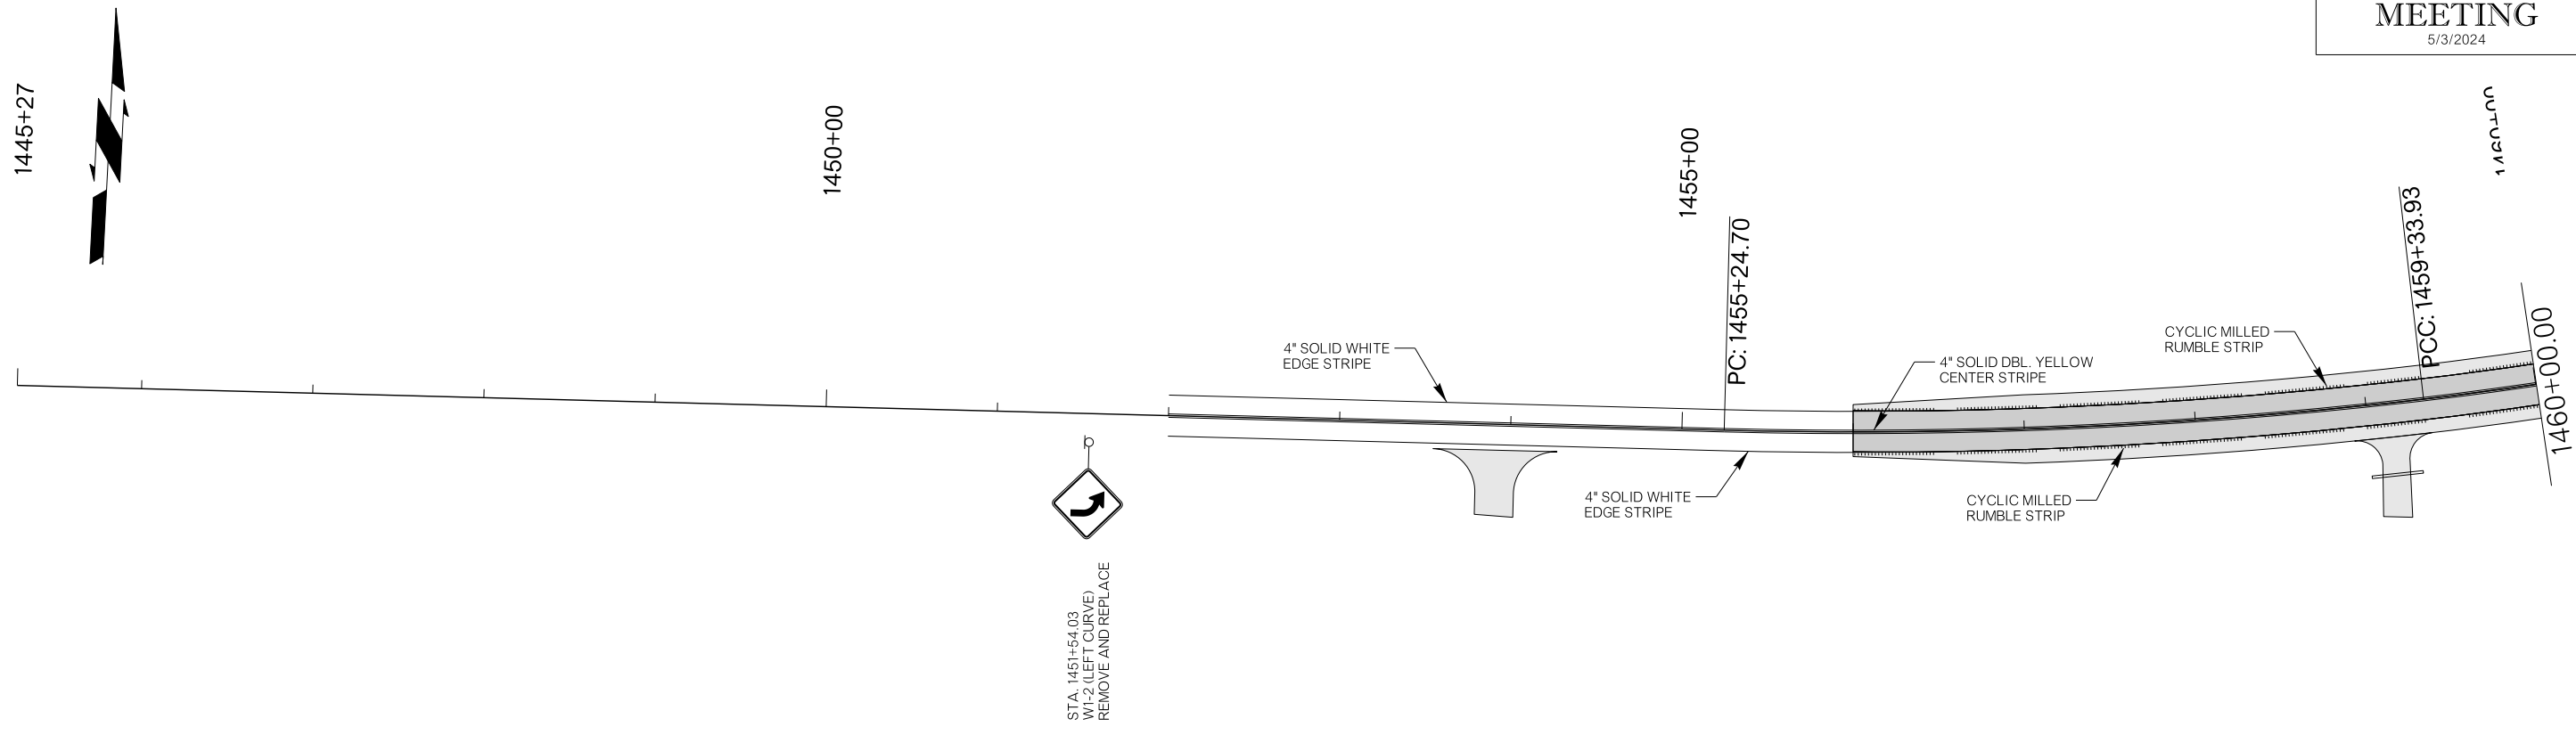 MEETING
5/3/2024
1445+27
1450+00
1455+00
PC: 1455+24.70
PCC: 1459+33.93
1460+00.00
4" SOLID WHITE
EDGE STRIPE
4" SOLID DBL. YELLOW
CENTER STRIPE
CYCLIC MILLED
RUMBLE STRIP
4" SOLID WHITE
EDGE STRIPE
CYCLIC MILLED
RUMBLE STRIP
STA. 1451+54.03
W1-2 (LEFT CURVE)
REMOVE AND REPLACE